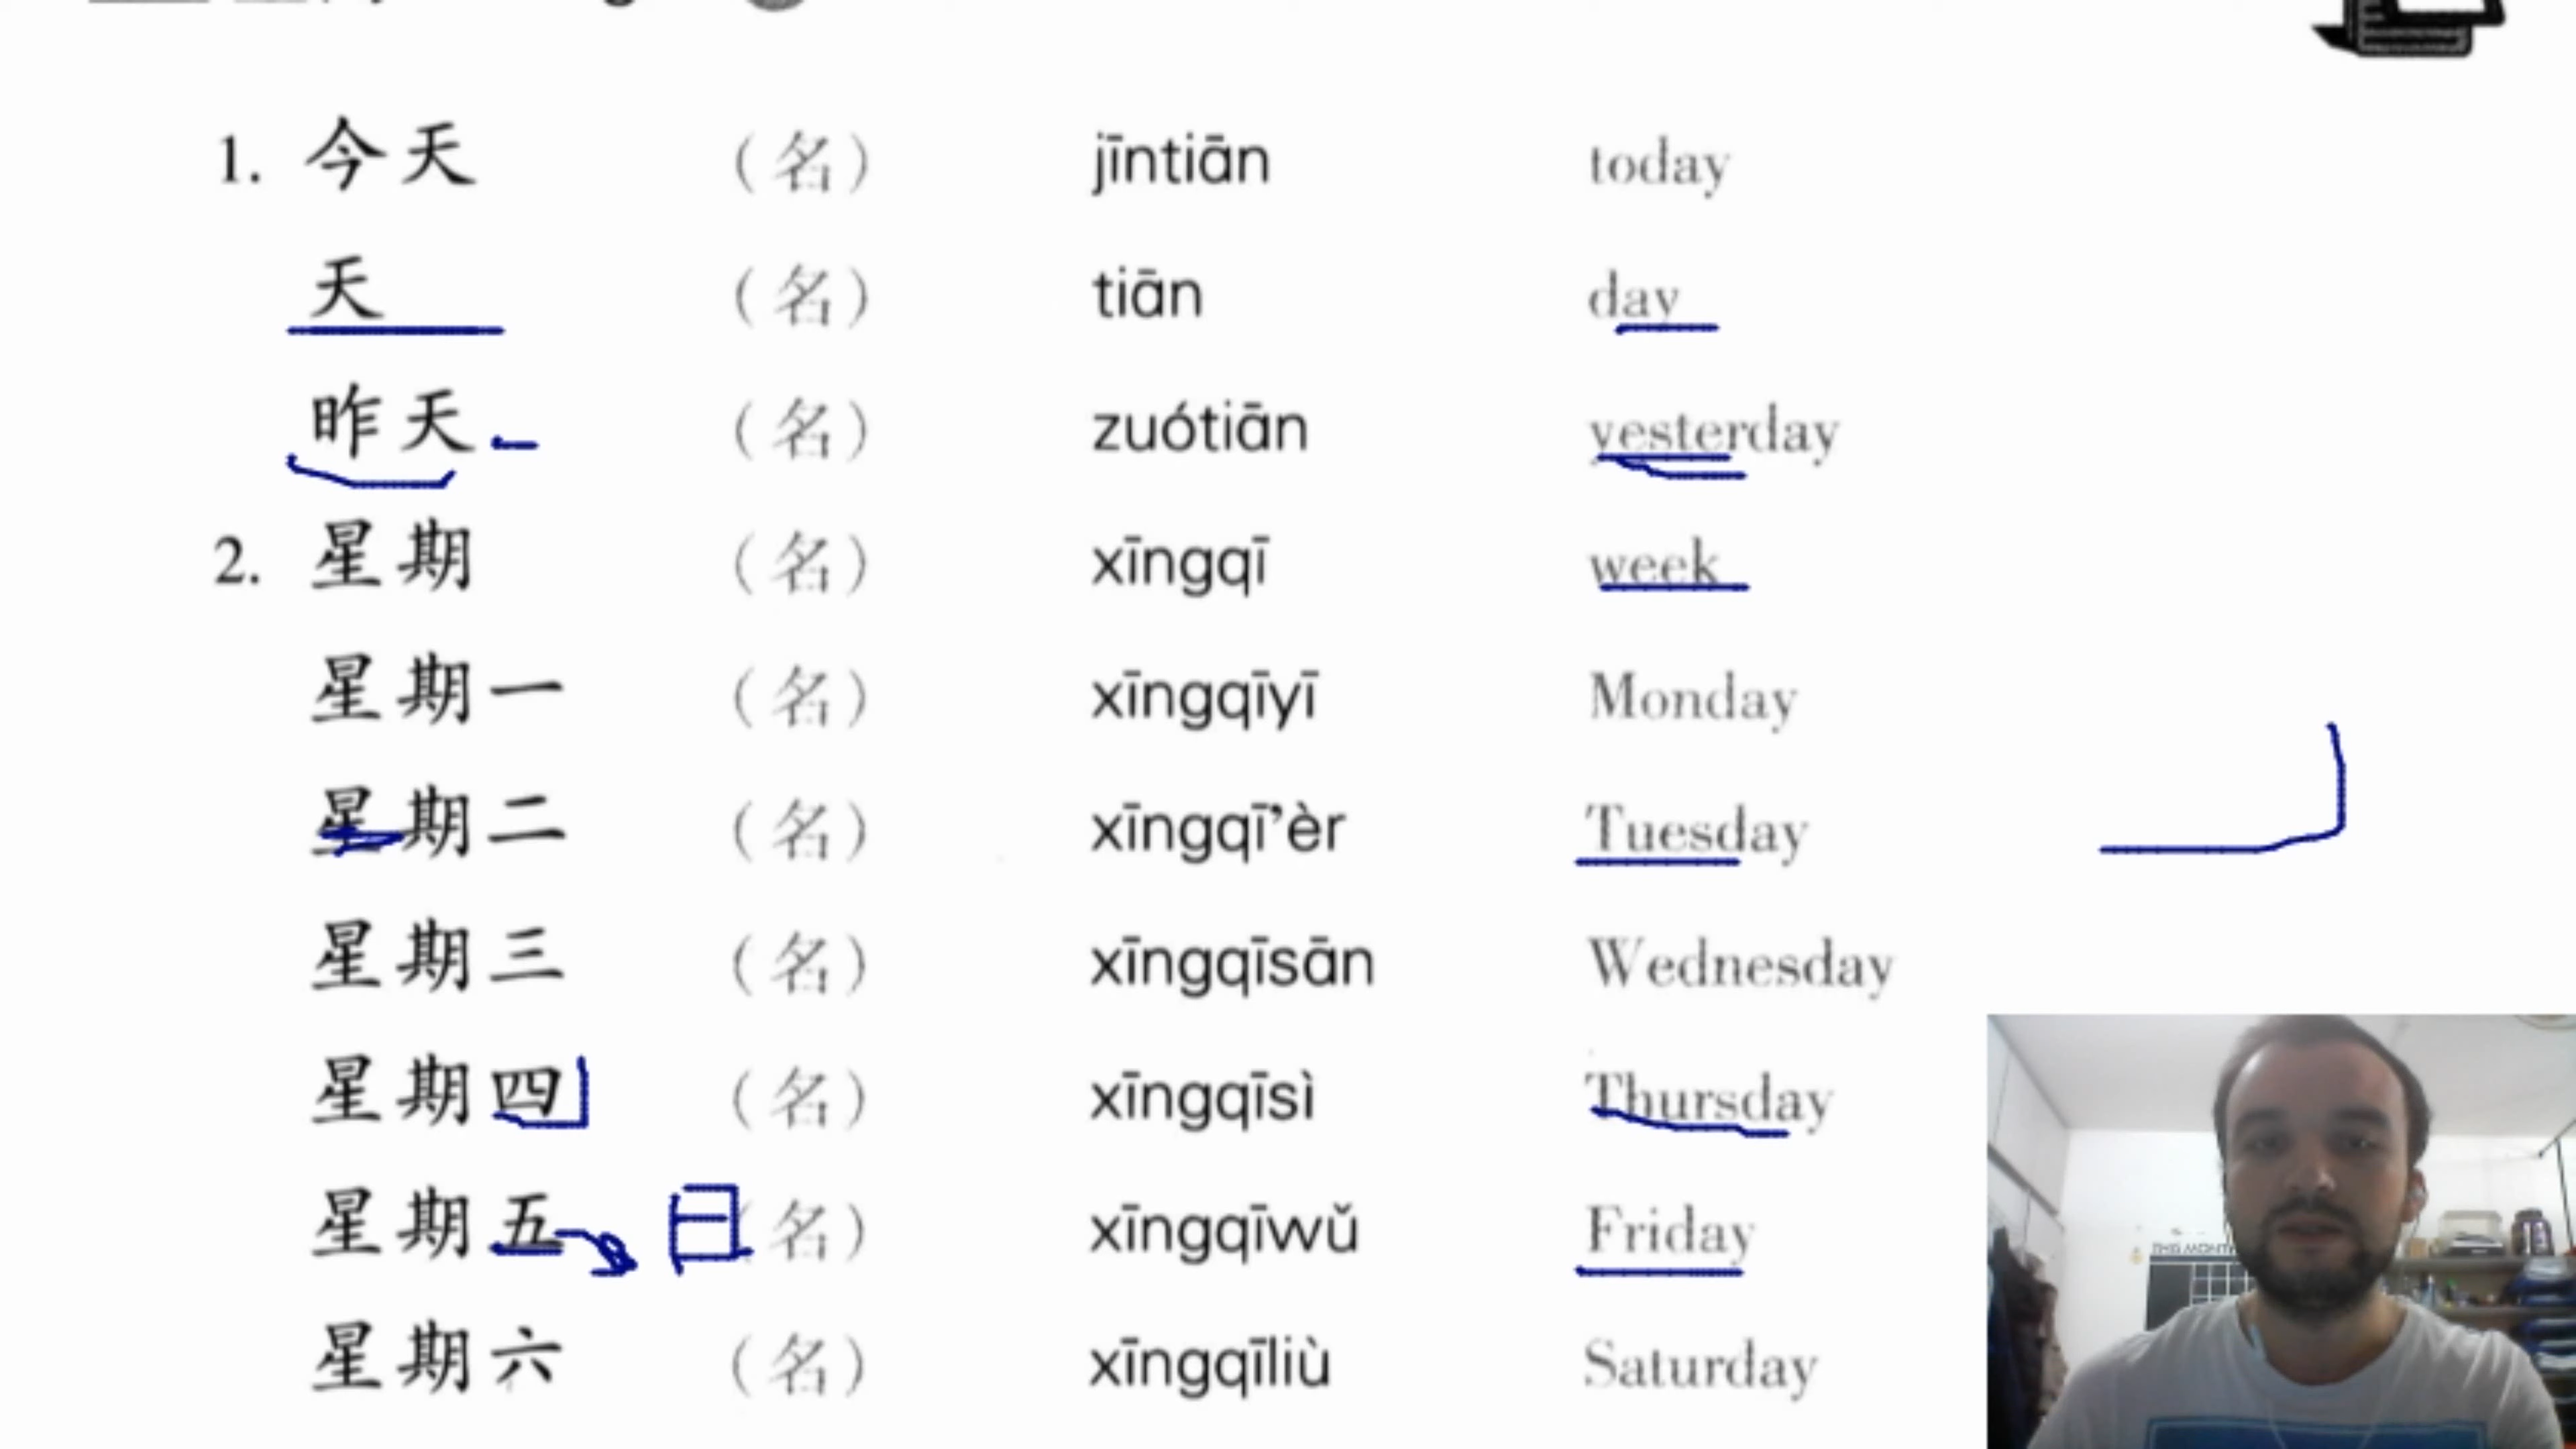 1. 今天 （名） jīntiān today
天 （名） tiān day
昨天 （名） zuótiān yesterday
2. 星期 （名） xīngqī week
星期一 （名） xīngqīyī Monday
星期二 （名） xīngqī’èr Tuesday
星期三 （名） xīngqīsān Wednesday
星期四 （名） xīngqīsì Thursday
星期五 日 （名） xīngqīwǔ Friday
星期六 （名） xīngqīliù Saturday
THIS MONTH